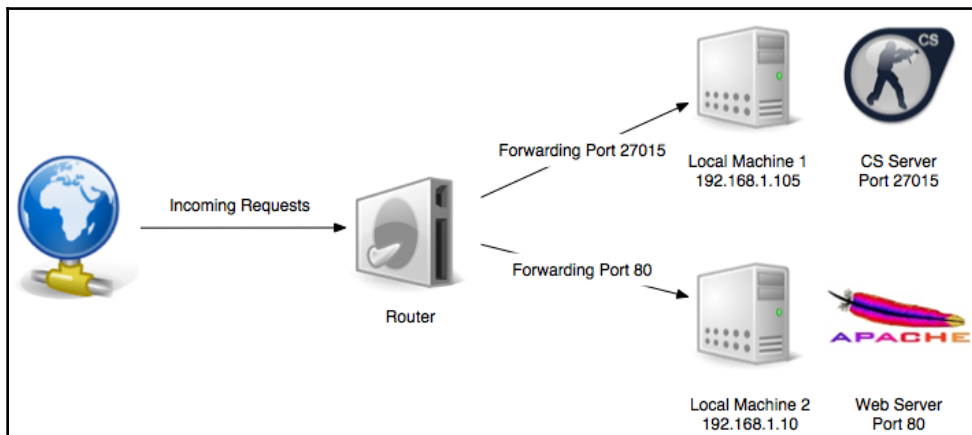 CS
Forwarding Port 27015
Local Machine 1
192.168.1.105
CS Server
Port 27015
Incoming Requests
Router
Forwarding Port 80
APACHE
Local Machine 2
192.168.1.10
Web Server
Port 80